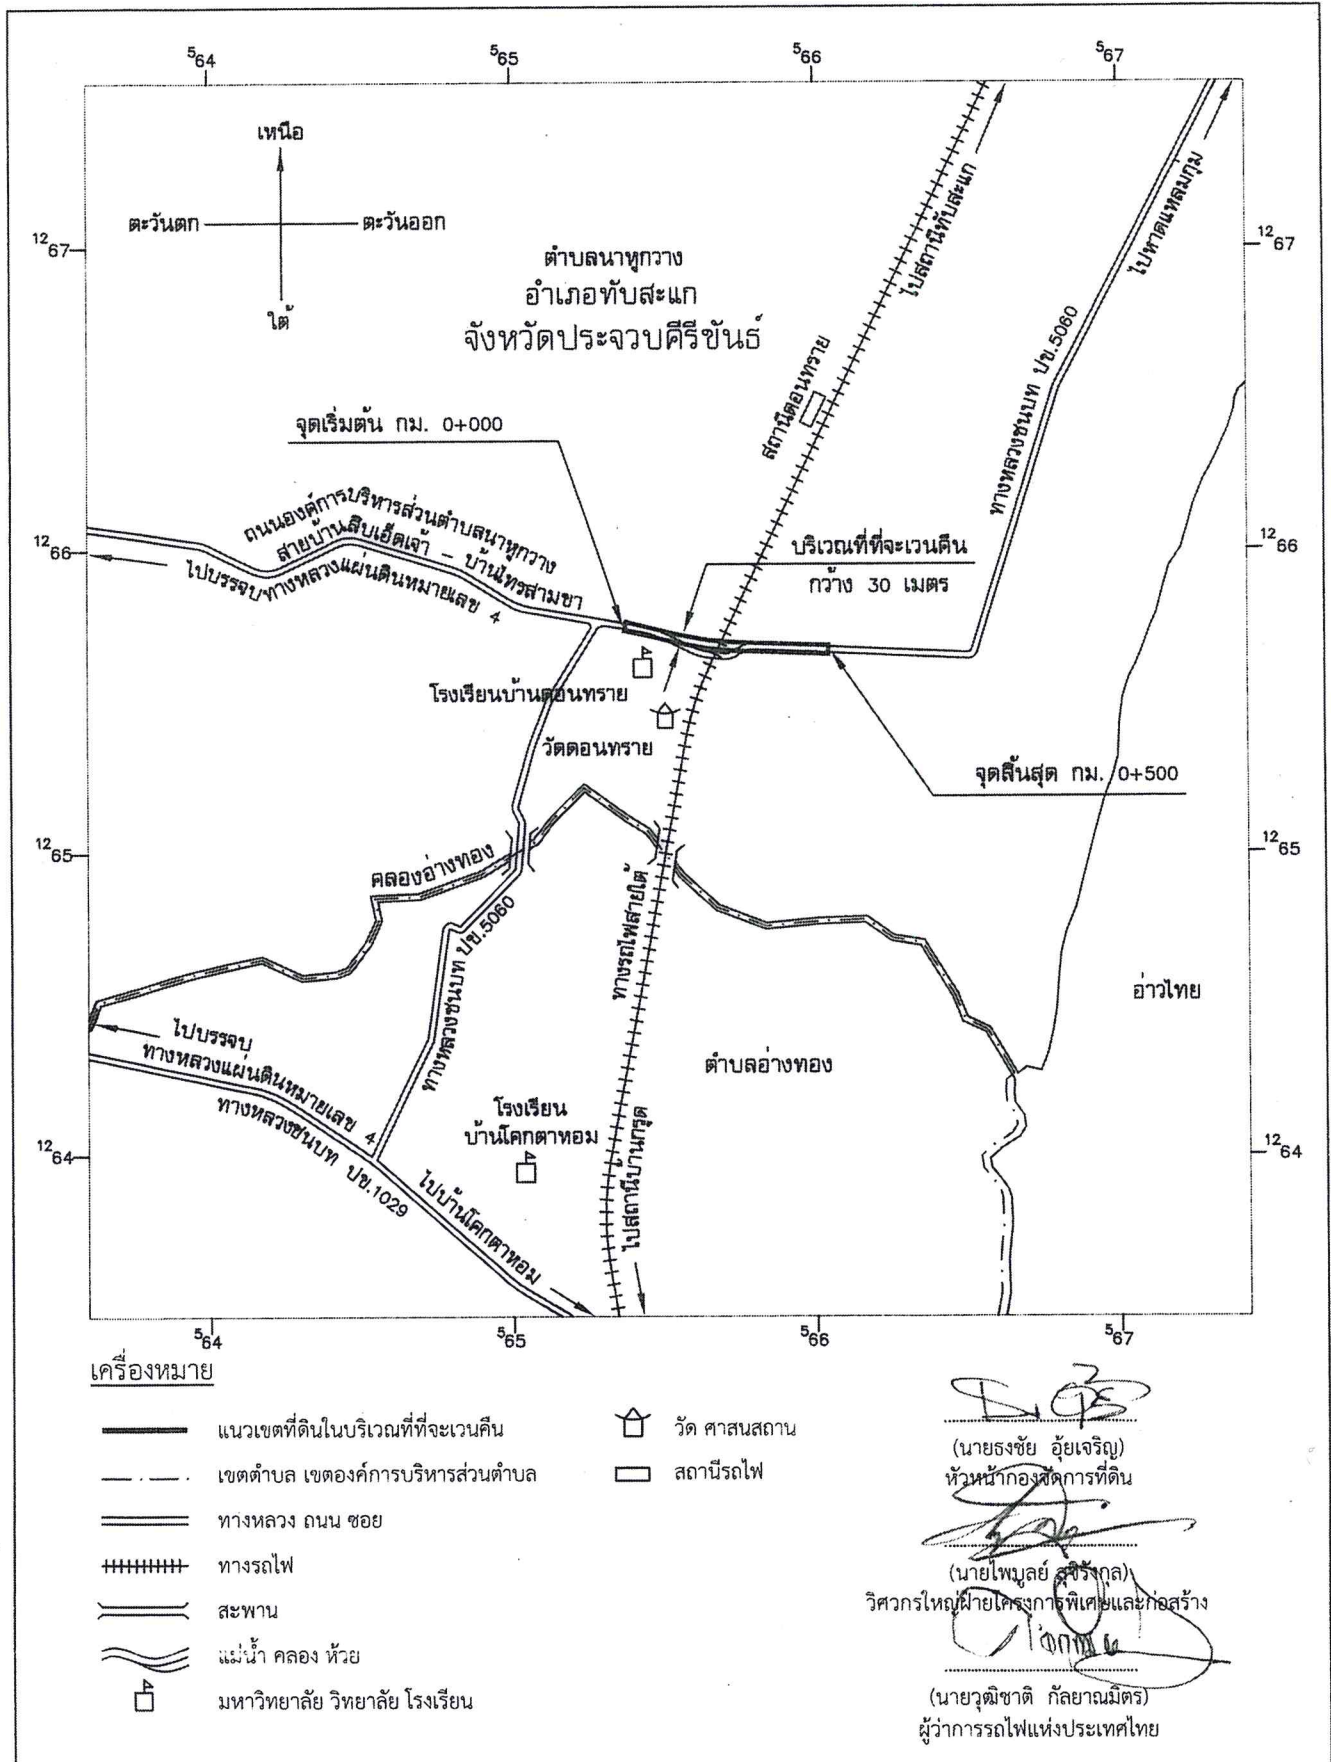 564
565
566
567
เหนือ
ตะวันตก
ตะวันออก
ใต้
1267
1267
ตำบลนาหูกวาง
อำเภอทับสะแก
จังหวัดประจวบคีรีขันธ์
ไปสถานีทับสะแก
ไปหาดแหลมกุ่ม
สถานีดอนทราย
ทางหลวงชนบท ปข.5060
จุดเริ่มต้น กม. 0+000
ถนนองค์การบริหารส่วนตำบลนาหูกวาง
สายบ้านสิบเอ็ดเจ้า - บ้านไทรสามขา
ไปบรรจบทางหลวงแผ่นดินหมายเลข 4
1266
1266
บริเวณที่ที่จะเวนคืน
กว้าง 30 เมตร
โรงเรียนบ้านดอนทราย
วัดดอนทราย
จุดสิ้นสุด กม. 0+500
1265
1265
คลองอ่างทอง
ทางหลวงชนบท ปข.5060
ทางรถไฟสายใต้
อ่าวไทย
ไปบรรจบ
ทางหลวงแผ่นดินหมายเลข 4
ทางหลวงชนบท ปข.1029
ตำบลอ่างทอง
โรงเรียน
บ้านโคกตาหอม
1264
1264
ไปบ้านโคกตาหอม
ไปสถานีบ้านกรูด
564
565
566
567
เครื่องหมาย
แนวเขตที่ดินในบริเวณที่ที่จะเวนคืน
เขตตำบล เขตองค์การบริหารส่วนตำบล
ทางหลวง ถนน ซอย
ทางรถไฟ
สะพาน
แม่น้ำ คลอง ห้วย
มหาวิทยาลัย วิทยาลัย โรงเรียน
วัด ศาสนสถาน
สถานีรถไฟ
(นายธงชัย อุ้ยเจริญ)
หัวหน้ากองจัดการที่ดิน
(นายไพบูลย์ สุจิรังกุล)
วิศวกรใหญ่ฝ่ายโครงการพิเศษและก่อสร้าง
(นายวุฒิชาติ กัลยาณมิตร)
ผู้ว่าการรถไฟแห่งประเทศไทย